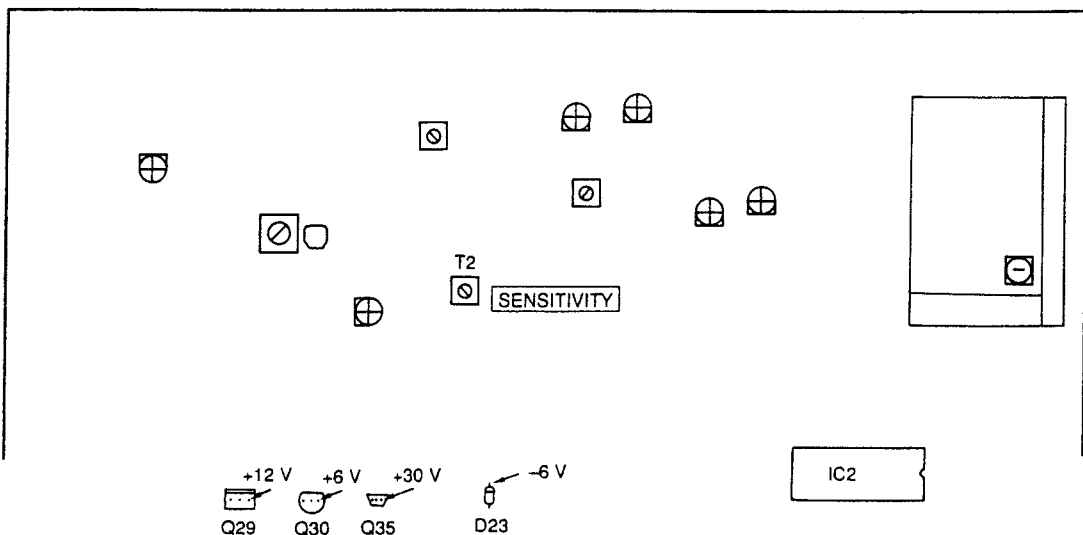 T2
SENSITIVITY
+12 V
+6 V
+30 V
–6 V
IC2
Q29
Q30
Q35
D23